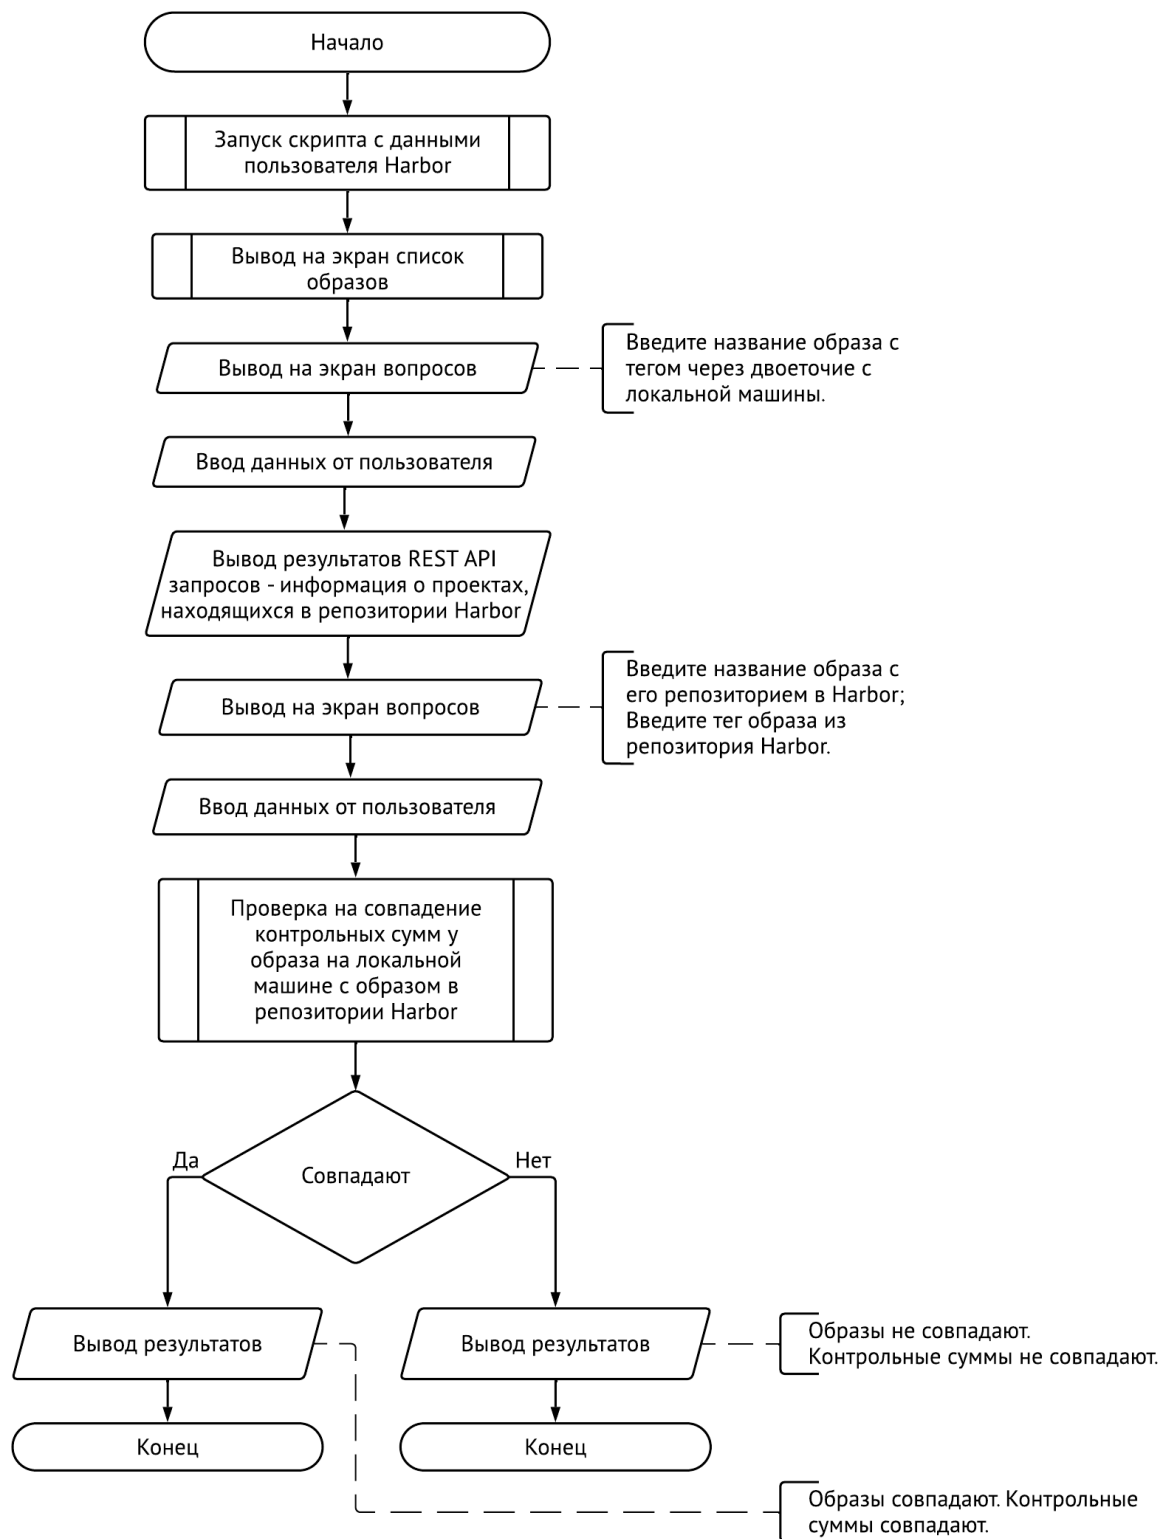 Начало
Запуск скрипта с данными
пользователя Harbor
Вывод на экран список
образов
Вывод на экран вопросов
Введите название образа с
тегом через двоеточие с
локальной машины.
Ввод данных от пользователя
Вывод результатов REST API
запросов - информация о проектах,
находящихся в репозитории Harbor
Вывод на экран вопросов
Введите название образа с
его репозиторием в Harbor;
Введите тег образа из
репозитория Harbor.
Ввод данных от пользователя
Проверка на совпадение
контрольных сумм у
образа на локальной
машине с образом в
репозитории Harbor
Да
Совпадают
Нет
Вывод результатов
Вывод результатов
Образы не совпадают.
Контрольные суммы не совпадают.
Конец
Конец
Образы совпадают. Контрольные
суммы совпадают.